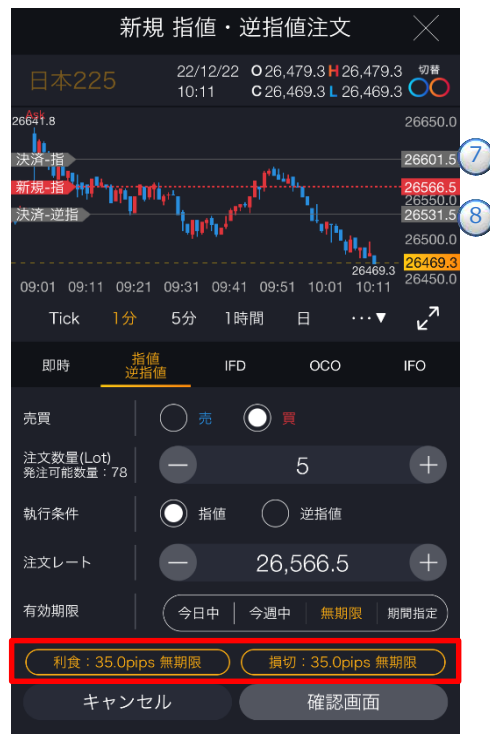 新規 指値・逆指値注文
日本225
22/12/22 O 26,479.3 H 26,479.3 切替
10:11 C 26,469.3 L 26,469.3
Ask
26641.8
26650.0
決済-指 26601.5 7
新規-指 26566.5
26550.0
決済-逆指 26531.5 8
26500.0
26469.3
26469.3
26450.0
09:01 09:11 09:21 09:31 09:41 09:51 10:01 10:11
Tick 1分 5分 1時間 日 ···▼
即時 指値 IFD OCO IFO
逆指値
売買 売 買
注文数量(Lot)
発注可能数量：78
− 5 +
執行条件 指値 逆指値
注文レート − 26,566.5 +
有効期限 今日中 今週中 無期限 期間指定
利食：35.0pips 無期限 損切：35.0pips 無期限
キャンセル 確認画面